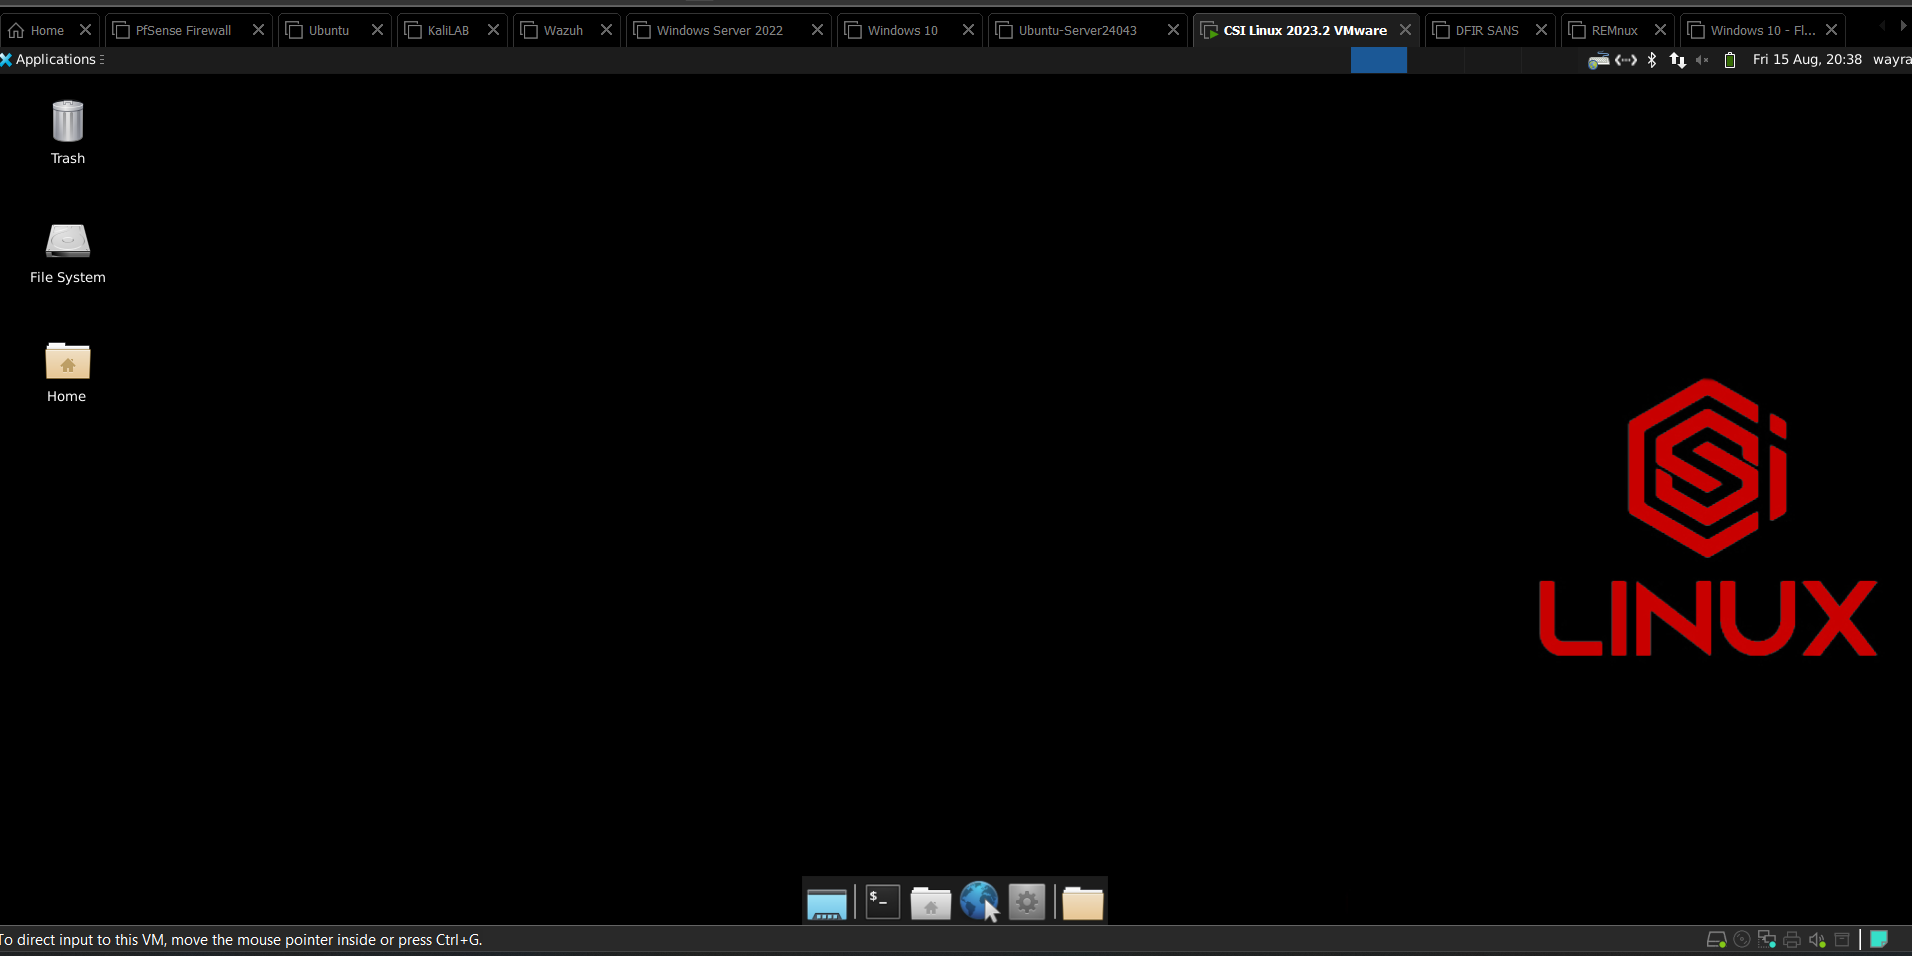 Home PfSense Firewall Ubuntu KaliLAB Wazuh Windows Server 2022 Windows 10 Ubuntu-Server24043 CSI Linux 2023.2 VMware DFIR SANS REMnux Windows 10 - Fl...
Applications Fri 15 Aug, 20:38 wayra
Trash
File System
Home
CSi
LINUX
$_
To direct input to this VM, move the mouse pointer inside or press Ctrl+G.